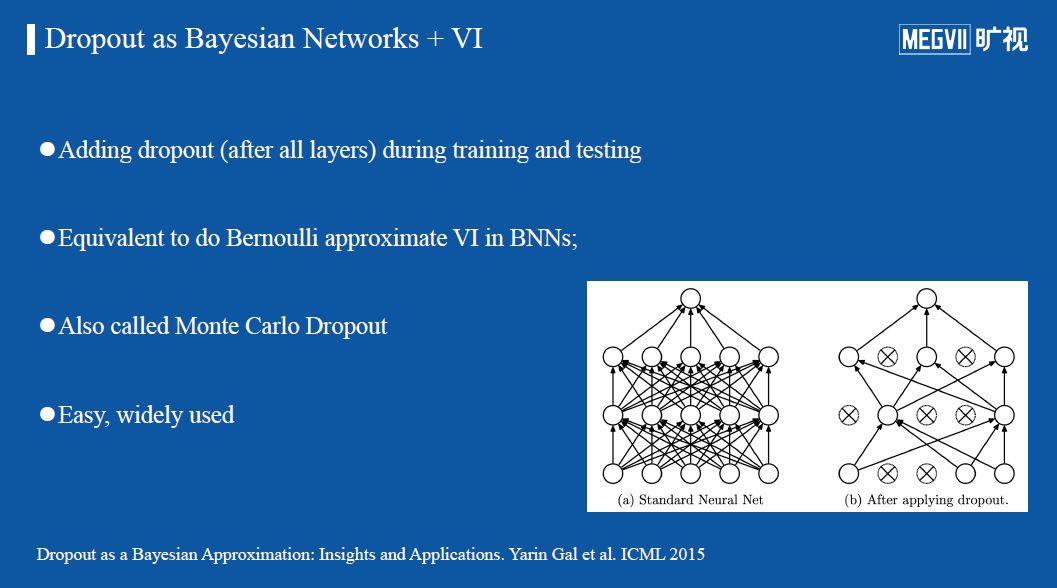 Dropout as Bayesian Networks + VI
MEGVII 旷视
●Adding dropout (after all layers) during training and testing
●Equivalent to do Bernoulli approximate VI in BNNs;
●Also called Monte Carlo Dropout
●Easy, widely used
(a) Standard Neural Net
(b) After applying dropout.
Dropout as a Bayesian Approximation: Insights and Applications. Yarin Gal et al. ICML 2015